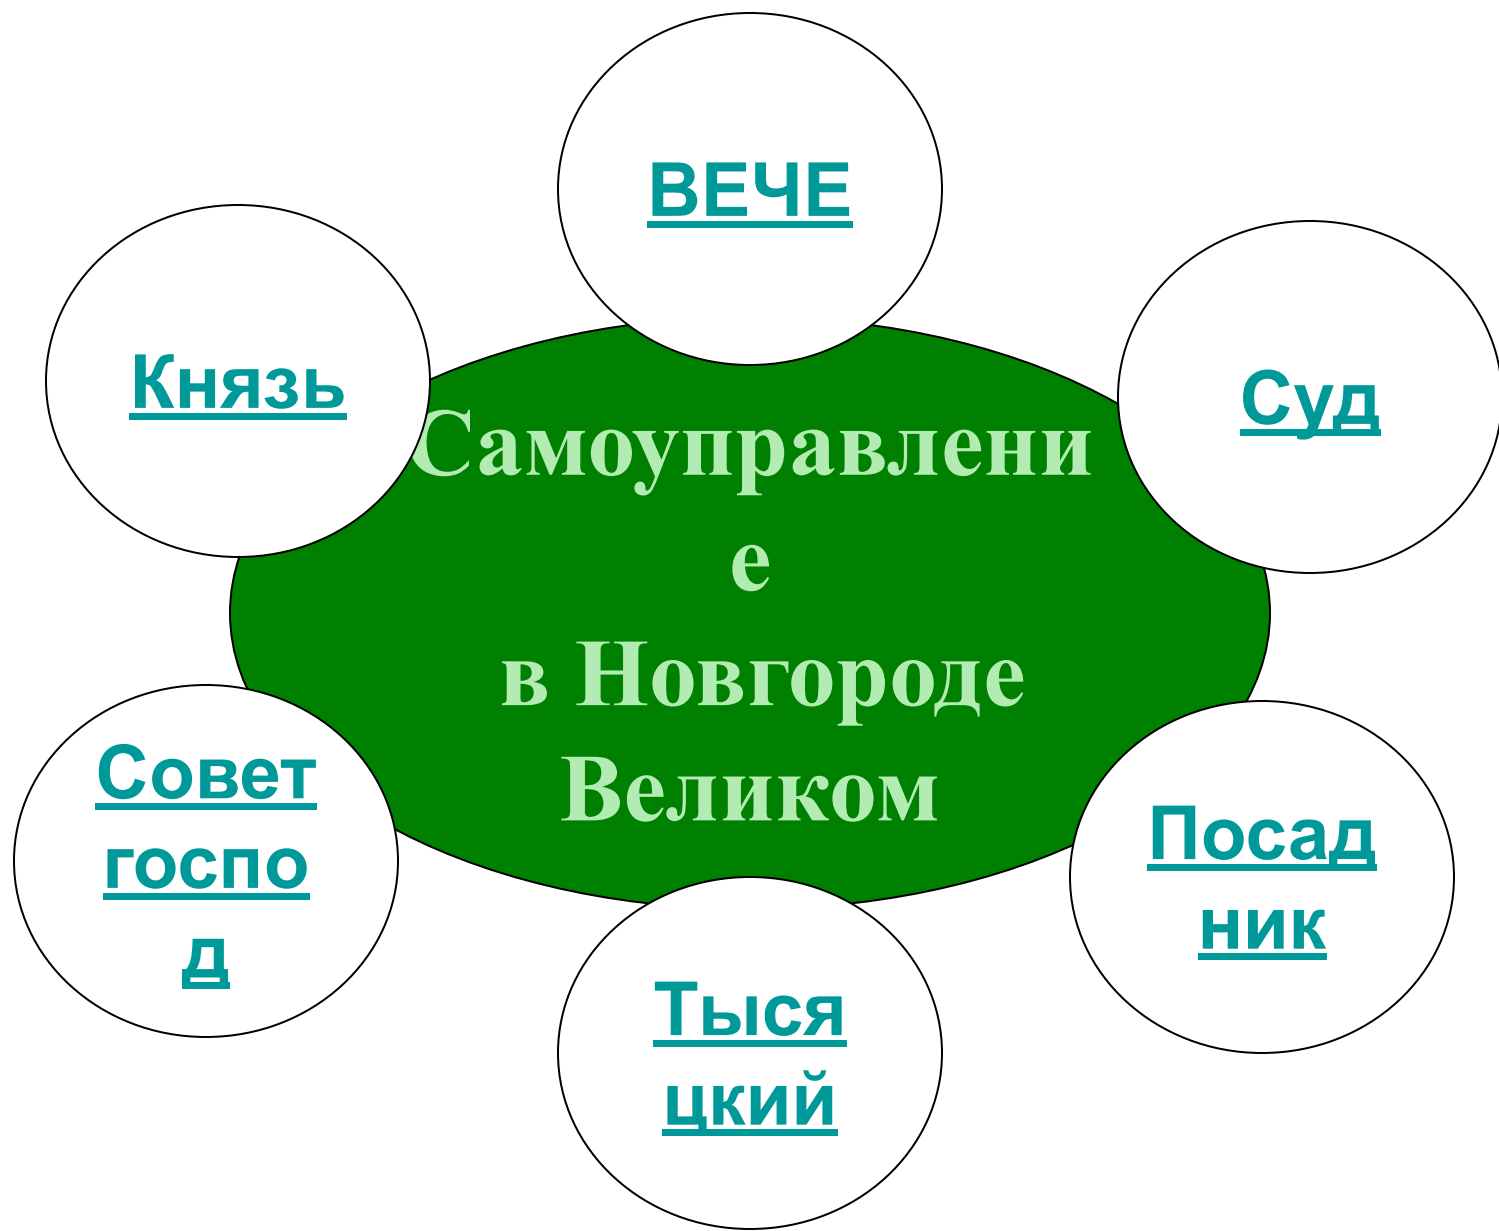 ВЕЧЕ
Князь
Суд
Самоуправлени
е
в Новгороде
Великом
Совет
госпо
д
Посад
ник
Тыся
цкий